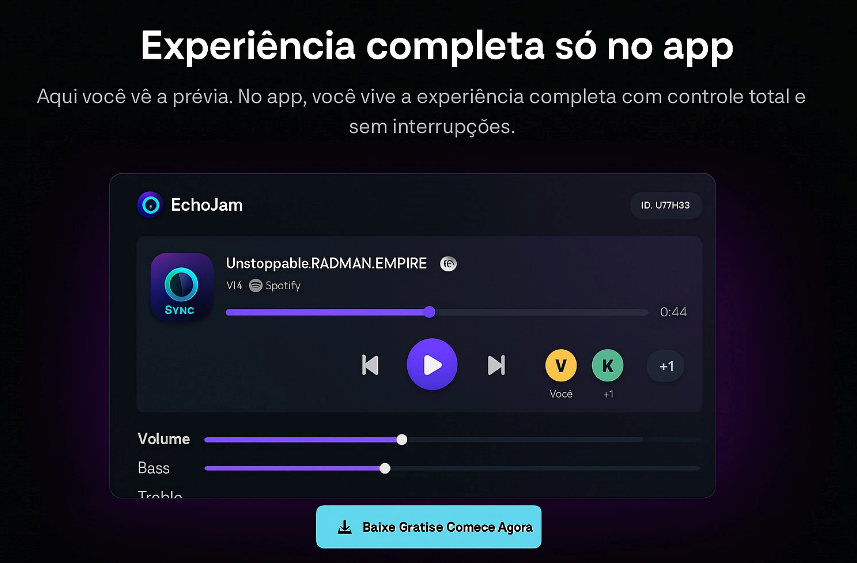 Experiência completa só no app
Aqui você vê a prévia. No app, você vive a experiência completa com controle total e
sem interrupções.
EchoJam
ID. U77H33
Unstoppable.RADMAN.EMPIRE
Spotify
SYNC
0:44
V
K
+1
Você
+1
Volume
Bass
Treble
Baixe Gratise Comece Agora